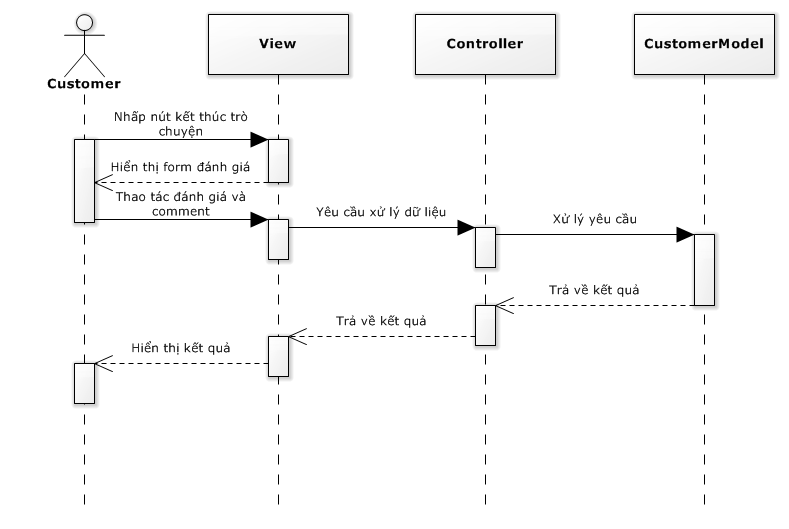 View
Controller
CustomerModel
Customer
Nhấp nút kết thúc trò
chuyện
Hiển thị form đánh giá
Thao tác đánh giá và
comment
Yêu cầu xử lý dữ liệu
Xử lý yêu cầu
Trả về kết quả
Trả về kết quả
Hiển thị kết quả